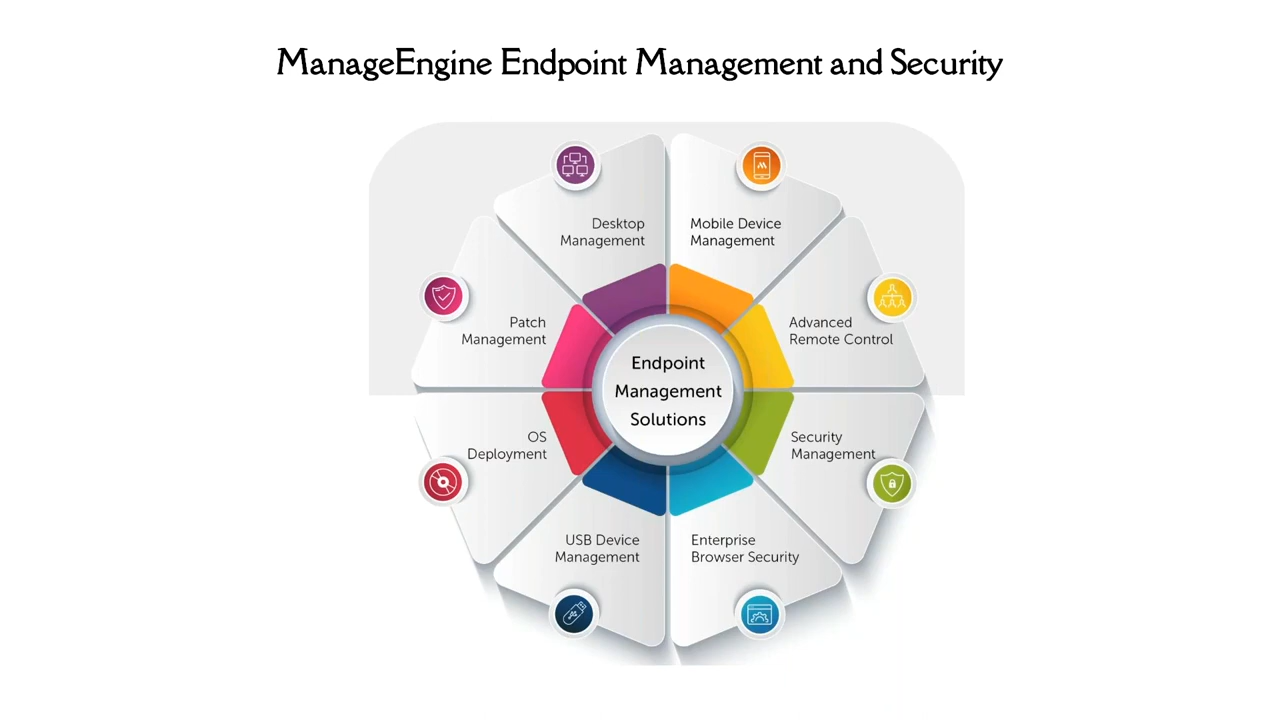 ManageEngine Endpoint Management and Security
Desktop
Management
Mobile Device
Management
Patch
Management
Advanced
Remote Control
Endpoint
Management
Solutions
OS
Deployment
Security
Management
USB Device
Management
Enterprise
Browser Security